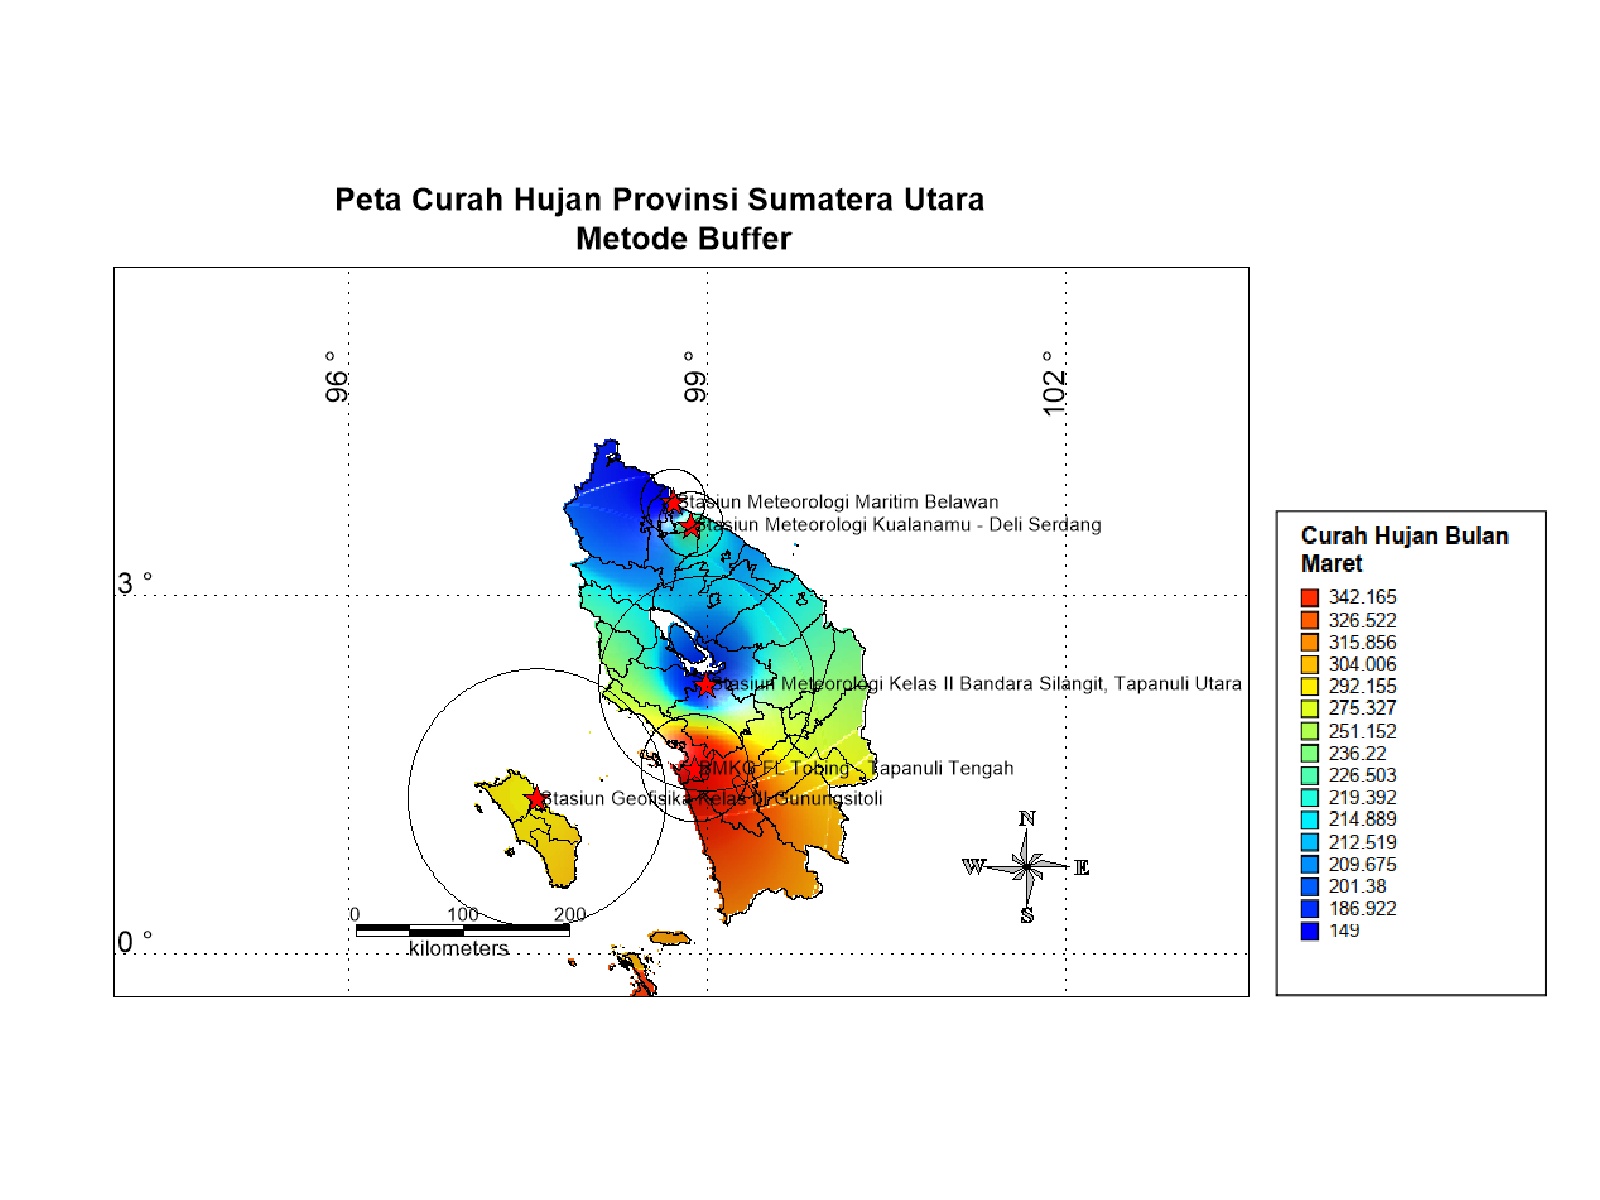 Peta Curah Hujan Provinsi Sumatera Utara
Metode Buffer
96 °
99 °
102 °
Stasiun Meteorologi Maritim Belawan
Stasiun Meteorologi Kualanamu - Deli Serdang
3 °
Stasiun Meteorologi Kelas II Bandara Silangit, Tapanuli Utara
BMKG FL Tobing - Tapanuli Tengah
Stasiun Geofisika Kelas III Gunungsitoli
N
W E
S
0 100 200
kilometers
0 °
Curah Hujan Bulan
Maret
342.165
326.522
315.856
304.006
292.155
275.327
251.152
236.22
226.503
219.392
214.889
212.519
209.675
201.38
186.922
149